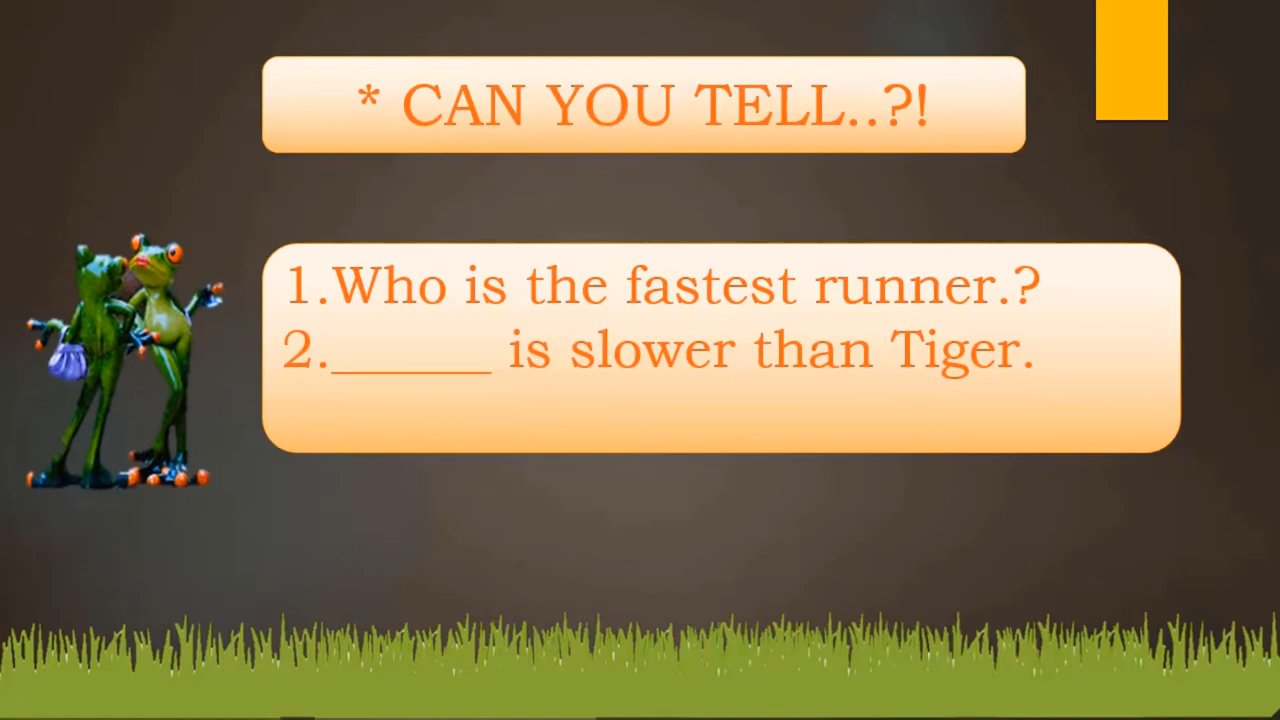 * CAN YOU TELL..?!
1.Who is the fastest runner.?
2.______ is slower than Tiger.